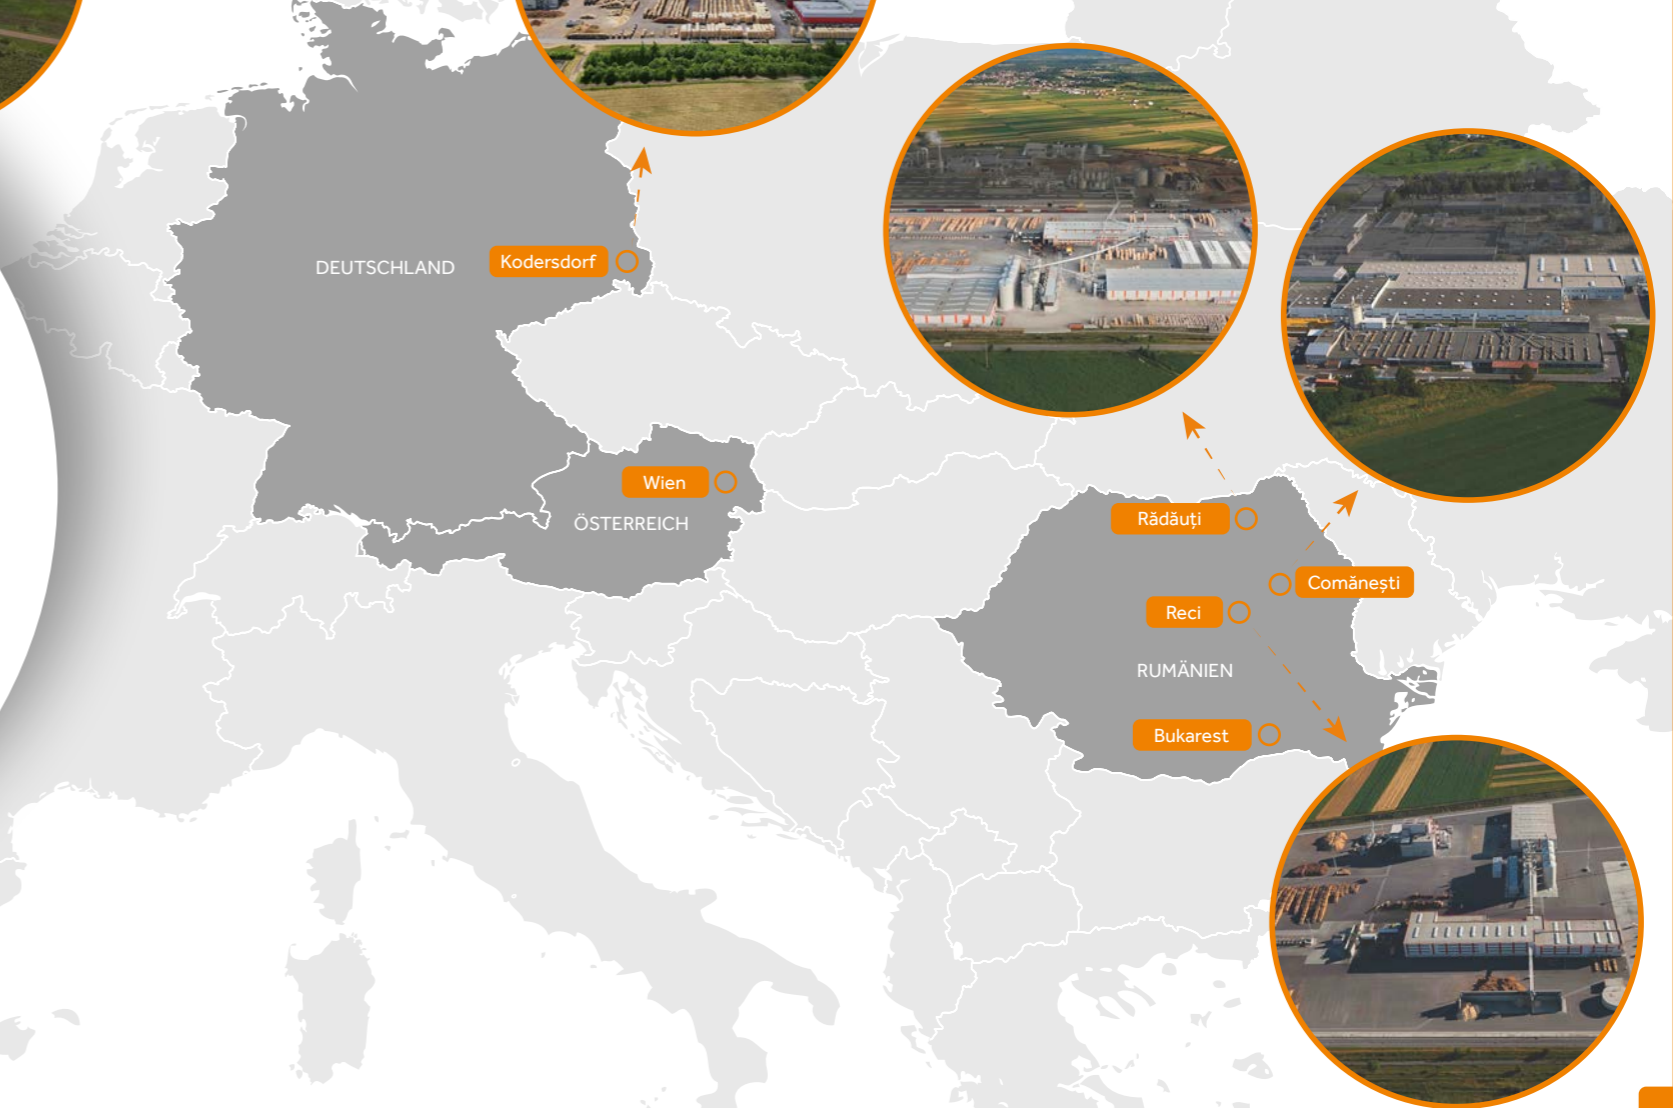 DEUTSCHLAND
Kodersdorf
Wien
ÖSTERREICH
Rădăuți
Comănești
Reci
RUMÄNIEN
Bukarest